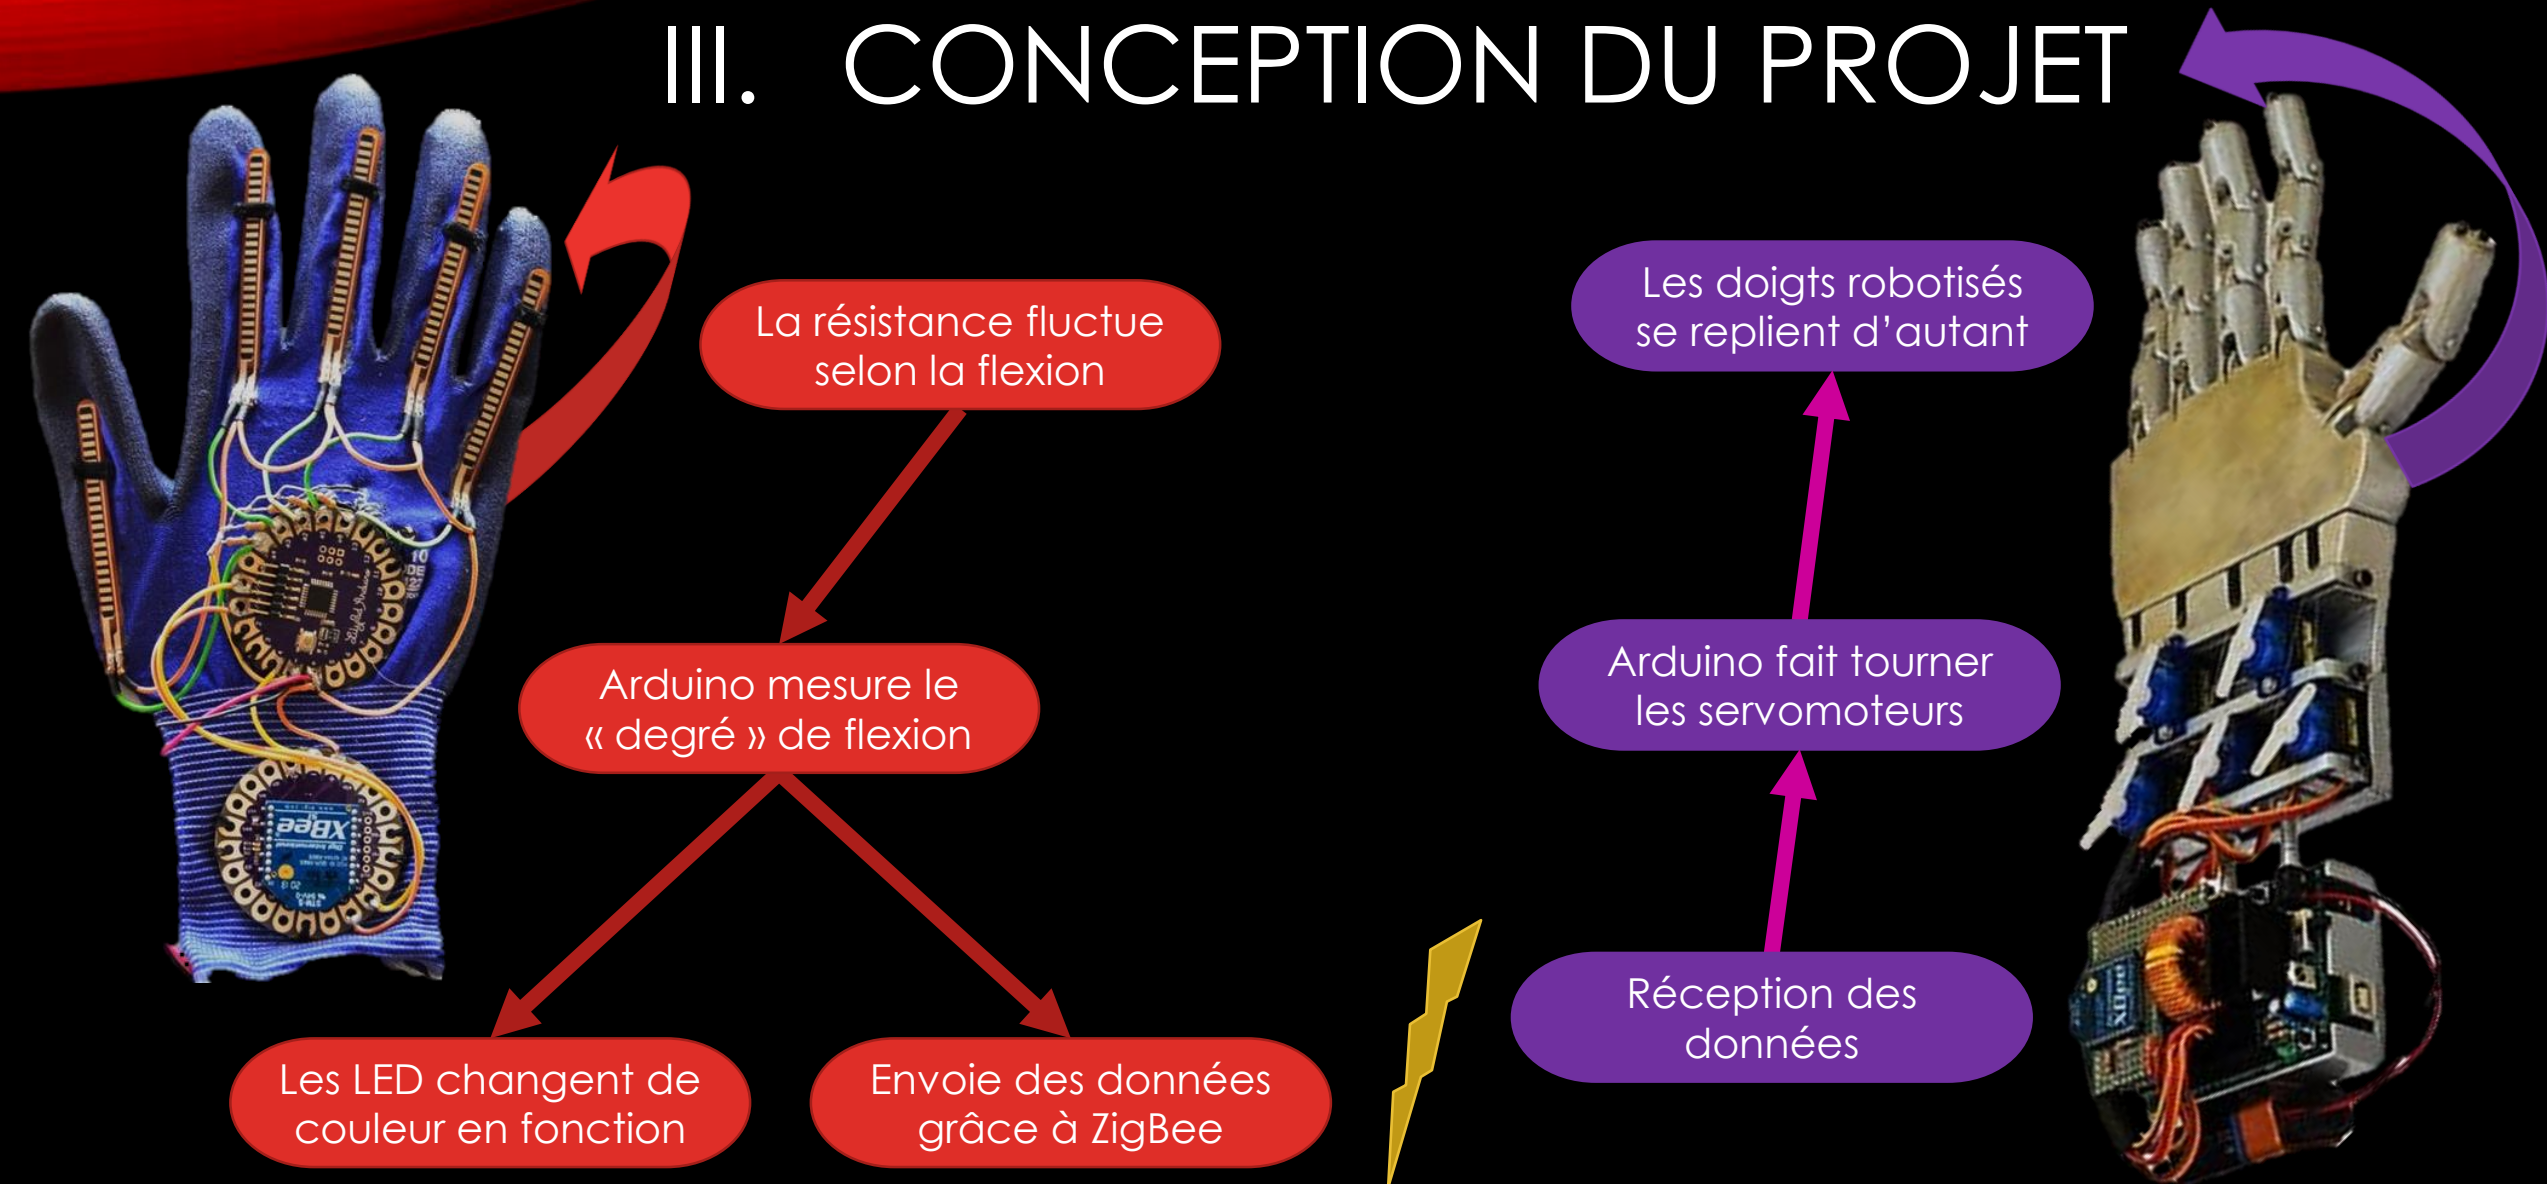 III. CONCEPTION DU PROJET
La résistance fluctue
selon la flexion
Arduino mesure le
« degré » de flexion
Les LED changent de
couleur en fonction
Envoie des données
grâce à ZigBee
Les doigts robotisés
se replient d’autant
Arduino fait tourner
les servomoteurs
Réception des
données
XBee
XBee